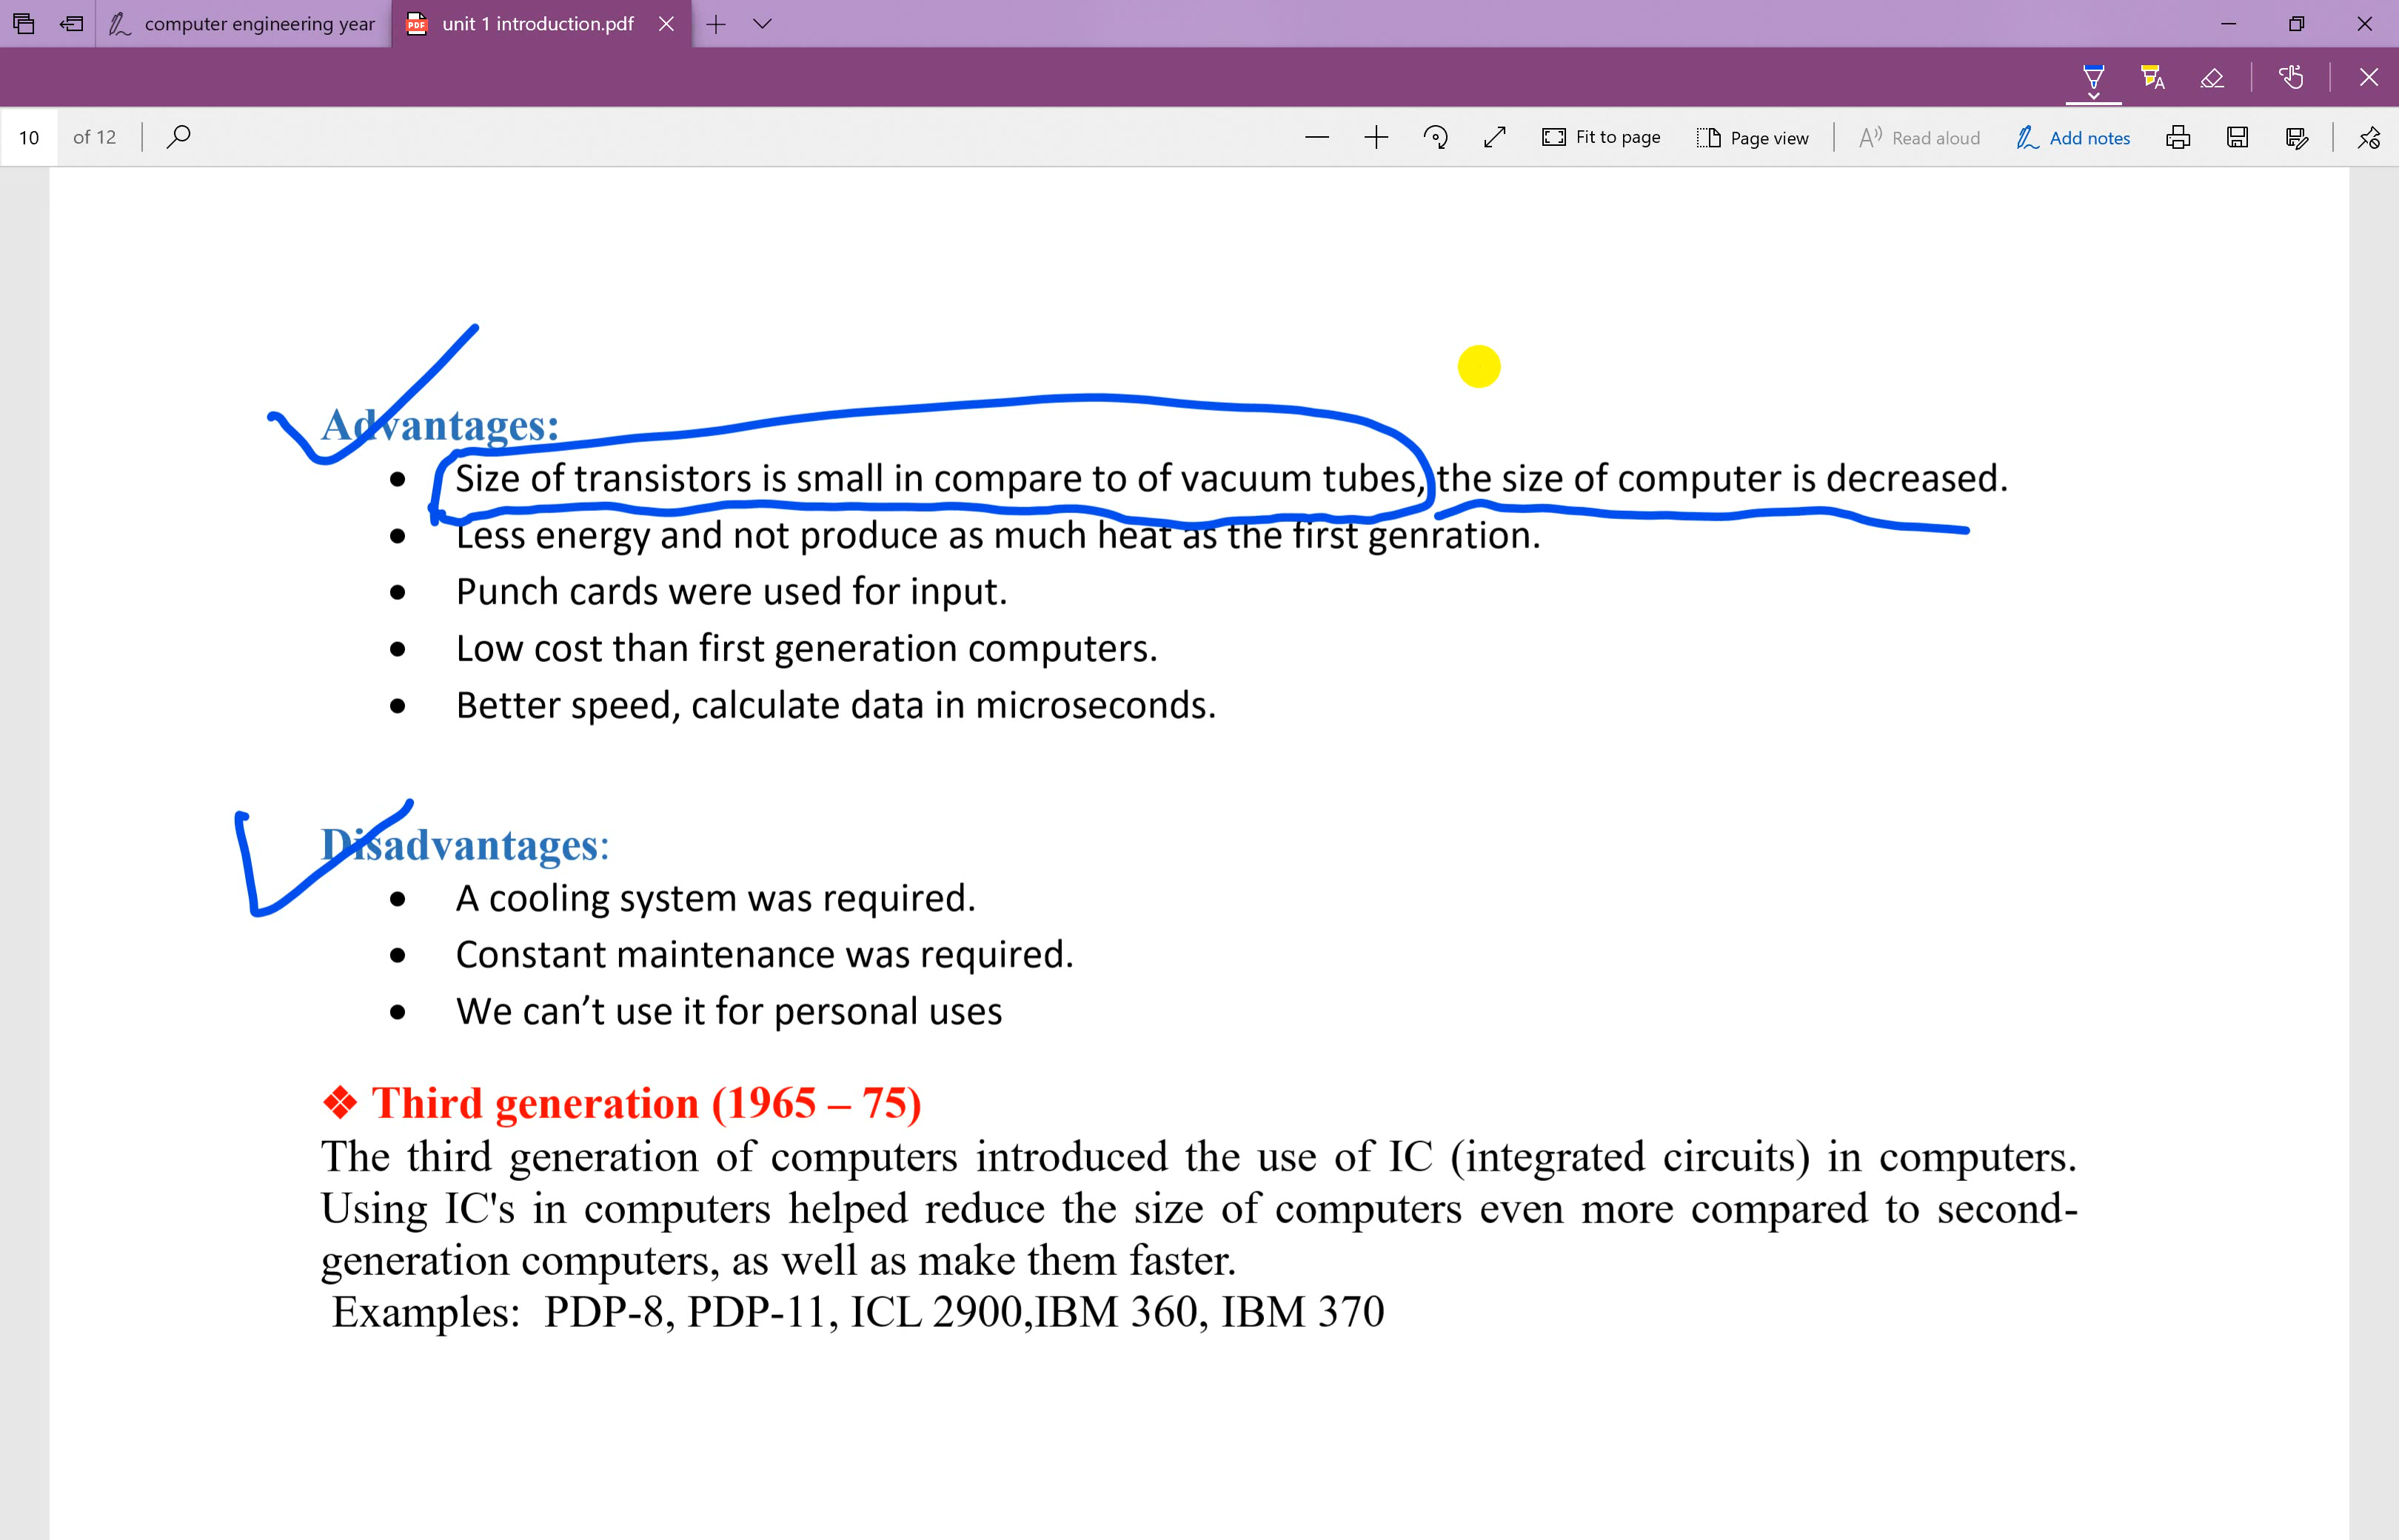 computer engineering year
unit 1 introduction.pdf
10 of 12
Fit to page
Page view
Read aloud
Add notes
Advantages:
• Size of transistors is small in compare to of vacuum tubes, the size of computer is decreased.
• Less energy and not produce as much heat as the first genration.
• Punch cards were used for input.
• Low cost than first generation computers.
• Better speed, calculate data in microseconds.
Disadvantages:
• A cooling system was required.
• Constant maintenance was required.
• We can’t use it for personal uses
❖ Third generation (1965 – 75)
The third generation of computers introduced the use of IC (integrated circuits) in computers.
Using IC's in computers helped reduce the size of computers even more compared to second-
generation computers, as well as make them faster.
Examples: PDP-8, PDP-11, ICL 2900,IBM 360, IBM 370